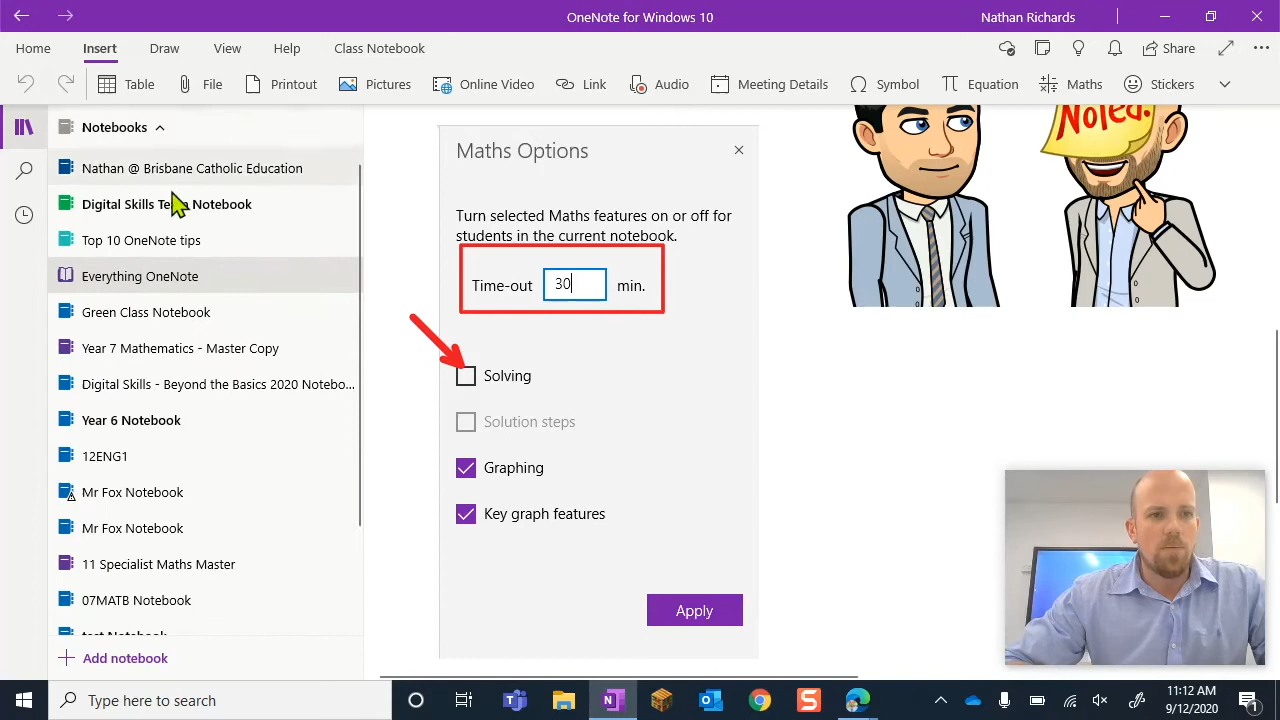 OneNote for Windows 10
Nathan Richards
Home
Insert
Draw
View
Help
Class Notebook
Share
Table
File
Printout
Pictures
Online Video
Link
Audio
Meeting Details
Symbol
Equation
Maths
Stickers
Notebooks
Nathan @ Brisbane Catholic Education
Digital Skills Notebook
Top 10 OneNote tips
Everything OneNote
Green Class Notebook
Year 7 Mathematics - Master Copy
Digital Skills - Beyond the Basics 2020 Notebo...
Year 6 Notebook
12ENG1
Mr Fox Notebook
Mr Fox Notebook
11 Specialist Maths Master
07MATB Notebook
test Notebook
Add notebook
Maths Options
Turn selected Maths features on or off for
students in the current notebook.
Time-out 30 min.
Solving
Solution steps
Graphing
Key graph features
Apply
Noted!
Type here to search
11:12 AM
9/12/2020
1